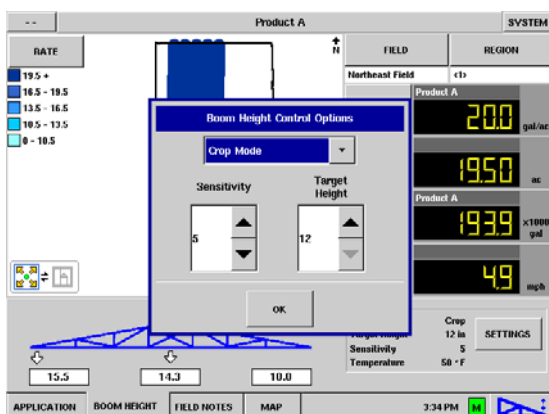 -- Product A SYSTEM
RATE
N
FIELD REGION
19.5 +
16.5 - 19.5
13.5 - 16.5
10.5 - 13.5
0 - 10.5
Northeast Field <1>
Product A
20.0 gal/ac
19.50 ac
Product A
193.9 x1000 gal
4.9 mph
Boom Height Control Options
Crop Mode
Sensitivity Target Height
5 12
OK
Crop
12 in
Sensitivity 5
Temperature 50 °F
SETTINGS
15.5 14.3 10.0
APPLICATION BOOM HEIGHT FIELD NOTES MAP 3:34 PM M